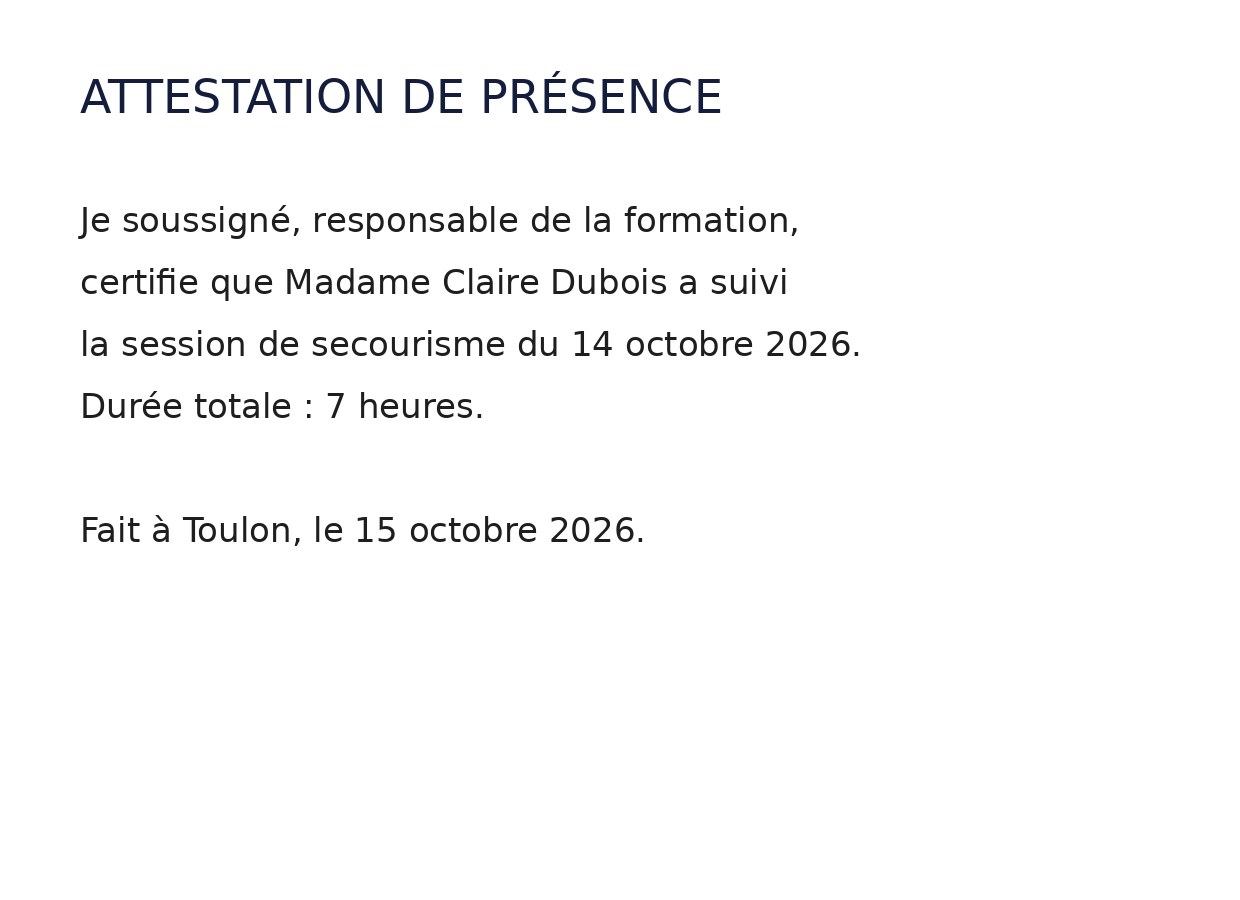 ATTESTATION DE PRÉSENCE
Je soussigné, responsable de la formation,
certifie que Madame Claire Dubois a suivi
la session de secourisme du 14 octobre 2026.
Durée totale : 7 heures.
Fait à Toulon, le 15 octobre 2026.